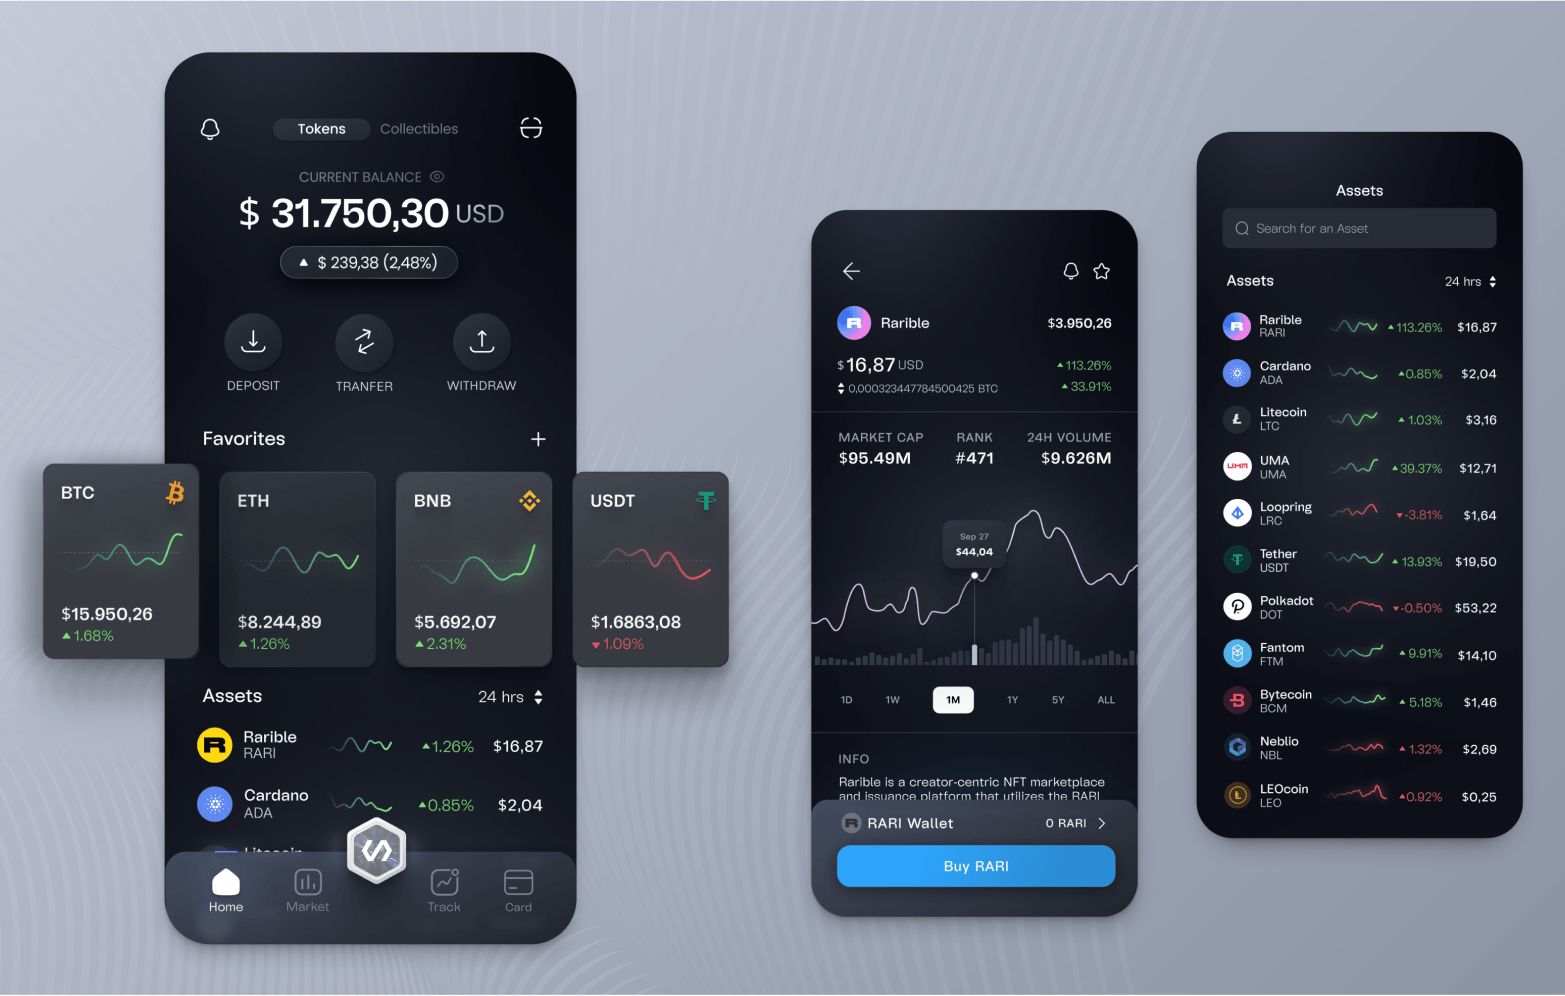 Tokens
Collectibles
CURRENT BALANCE
$ 31.750,30 USD
$ 239,38 (2,48%)
DEPOSIT
TRANFER
WITHDRAW
Favorites
BTC
$15.950,26
1.68%
ETH
$8.244,89
1.26%
BNB
$5.692,07
2.31%
USDT
$1.6863,08
1.09%
Assets
24 hrs
Rarible
RARI
1.26%
$16,87
Cardano
ADA
0.85%
$2,04
Litecoin
Home
Market
Track
Card
Rarible
$3.950,26
$16,87 USD
113.26%
0,000323447784500425 BTC
33.91%
MARKET CAP
$95.49M
RANK
#471
24H VOLUME
$9.626M
Sep 27
$44,04
1D
1W
1M
1Y
5Y
ALL
INFO
Rarible is a creator-centric NFT marketplace
and issuance platform that utilizes the RARI
RARI Wallet
0 RARI
Buy RARI
Assets
Search for an Asset
Assets
24 hrs
Rarible
RARI
113.26%
$16,87
Cardano
ADA
0.85%
$2,04
Litecoin
LTC
1.03%
$3,16
UMA
UMA
UMA
39.37%
$12,71
Loopring
LRC
-3.81%
$1,64
Tether
USDT
13.93%
$19,50
Polkadot
DOT
-0.50%
$53,22
Fantom
FTM
9.91%
$14,10
Bytecoin
BCM
5.18%
$1,46
Neblio
NBL
1.32%
$2,69
LEOcoin
LEO
0.92%
$0,25